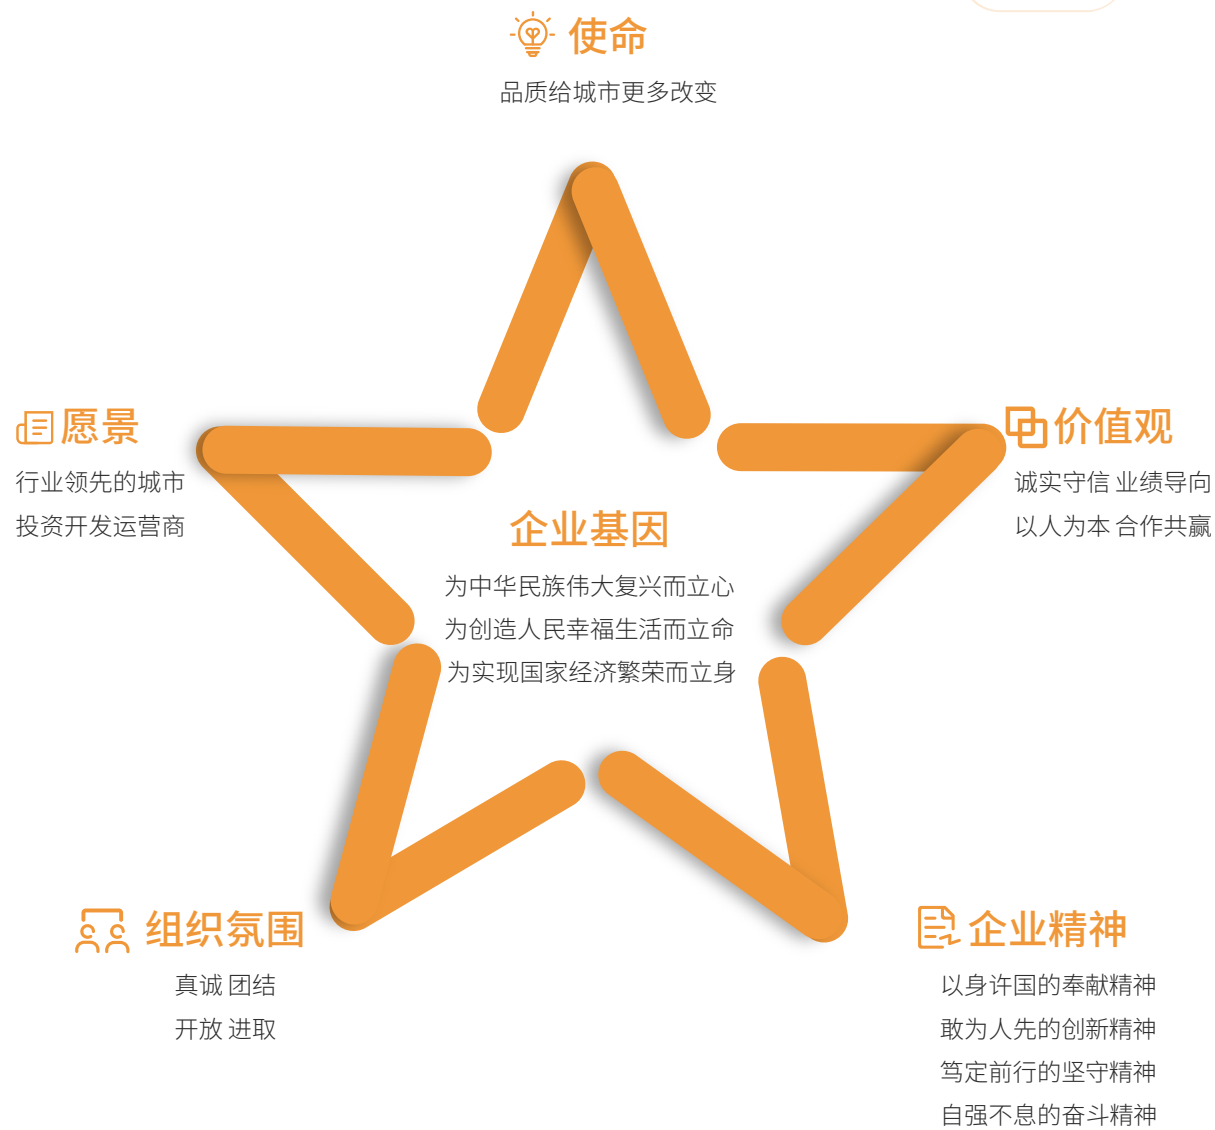 使命
品质给城市更多改变
愿景
行业领先的城市
投资开发运营商
价值观
诚实守信 业绩导向
以人为本 合作共赢
企业基因
为中华民族伟大复兴而立心
为创造人民幸福生活而立命
为实现国家经济繁荣而立身
组织氛围
真诚 团结
开放 进取
企业精神
以身许国的奉献精神
敢为人先的创新精神
笃定前行的坚守精神
自强不息的奋斗精神